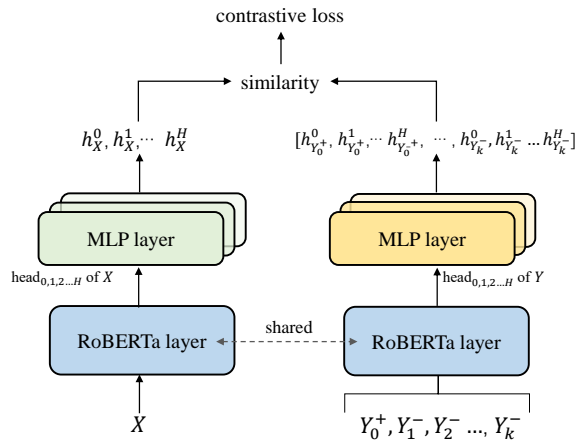 contrastive loss
similarity
h_X^0, h_X^1, ⋯ h_X^H
[h_{Y_0^+}^0, h_{Y_0^+}^1, ⋯ h_{Y_0^+}^H, ⋯ , h_{Y_k^-}^0, h_{Y_k^-}^1 … h_{Y_k^-}^H]
MLP layer
MLP layer
head_{0,1,2…H} of X
head_{0,1,2…H} of Y
RoBERTa layer
shared
RoBERTa layer
X
Y_0^+, Y_1^-, Y_2^- …, Y_k^-